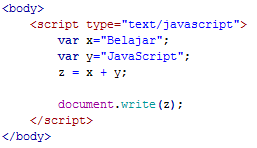 <body>
<script type="text/javascript">
var x="Belajar";
var y="JavaScript";
z = x + y;
document.write(z);
</script>
</body>